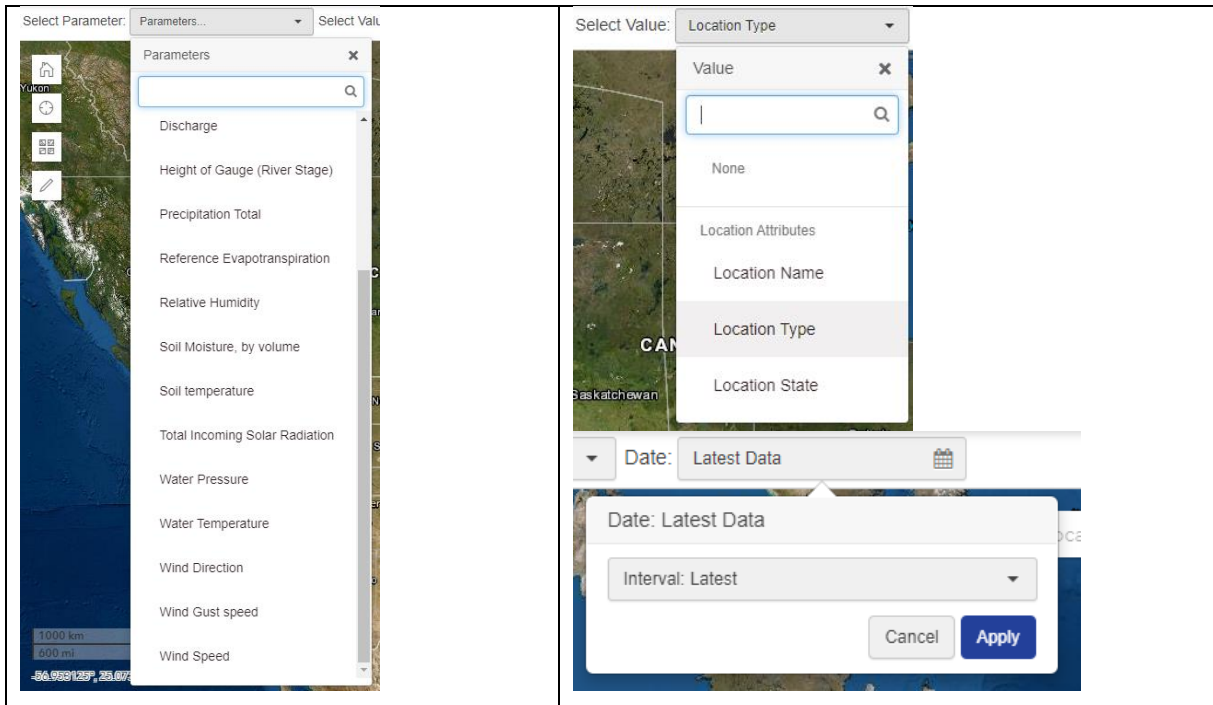 Select Parameter: Parameters... Select Valu
Parameters
Yukon
Discharge
Height of Gauge (River Stage)
Precipitation Total
Reference Evapotranspiration
Relative Humidity
Soil Moisture, by volume
Soil temperature
Total Incoming Solar Radiation
Water Pressure
Water Temperature
Wind Direction
Wind Gust speed
Wind Speed
1000 km
600 mi
Select Value: Location Type
Value
None
Location Attributes
Location Name
Location Type
Location State
CAN
Saskatchewan
Date: Latest Data
Date: Latest Data
Interval: Latest
Cancel Apply